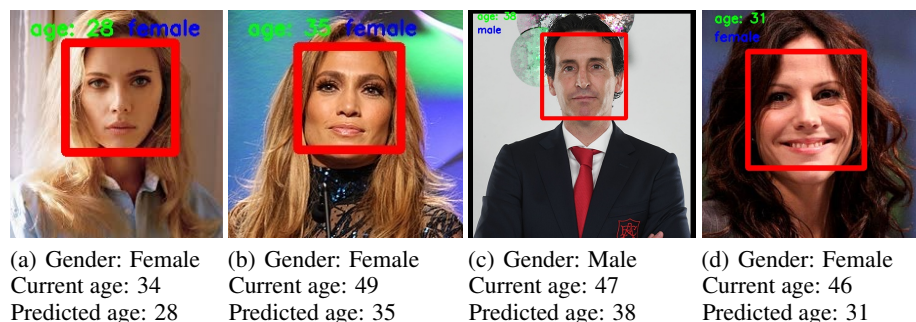 age: 28 female
age: 35 female
age: 38
male
age: 31
female
(a) Gender: Female
Current age: 34
Predicted age: 28
(b) Gender: Female
Current age: 49
Predicted age: 35
(c) Gender: Male
Current age: 47
Predicted age: 38
(d) Gender: Female
Current age: 46
Predicted age: 31